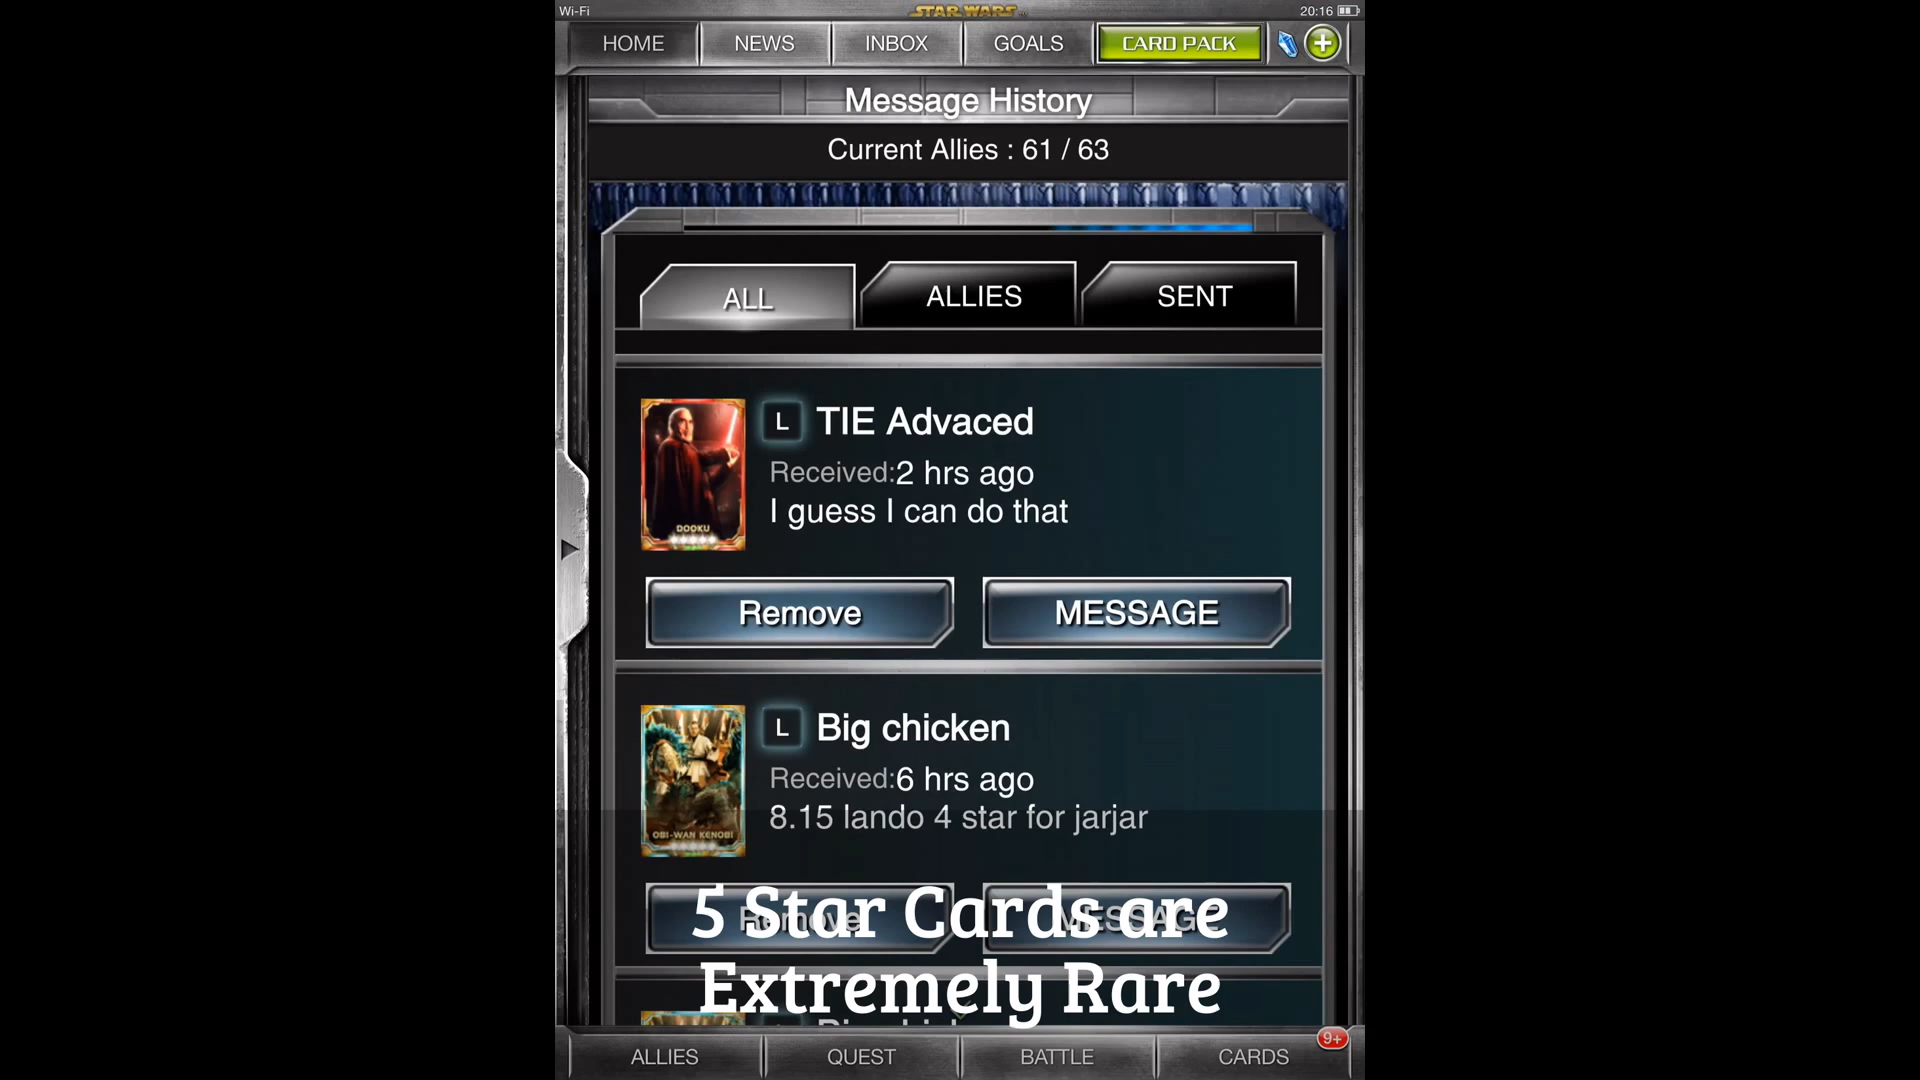 Wi-Fi
STAR WARS
20:16
HOME
NEWS
INBOX
GOALS
CARD PACK
Message History
Current Allies : 61 / 63
ALL
ALLIES
SENT
L TIE Advaced
Received:2 hrs ago
I guess I can do that
DOOKU
Remove
MESSAGE
L Big chicken
Received:6 hrs ago
8.15 lando 4 star for jarjar
OBI-WAN KENOBI
Remove
MESSAGE
5 Star Cards are
Extremely Rare
ALLIES
QUEST
BATTLE
CARDS
9+